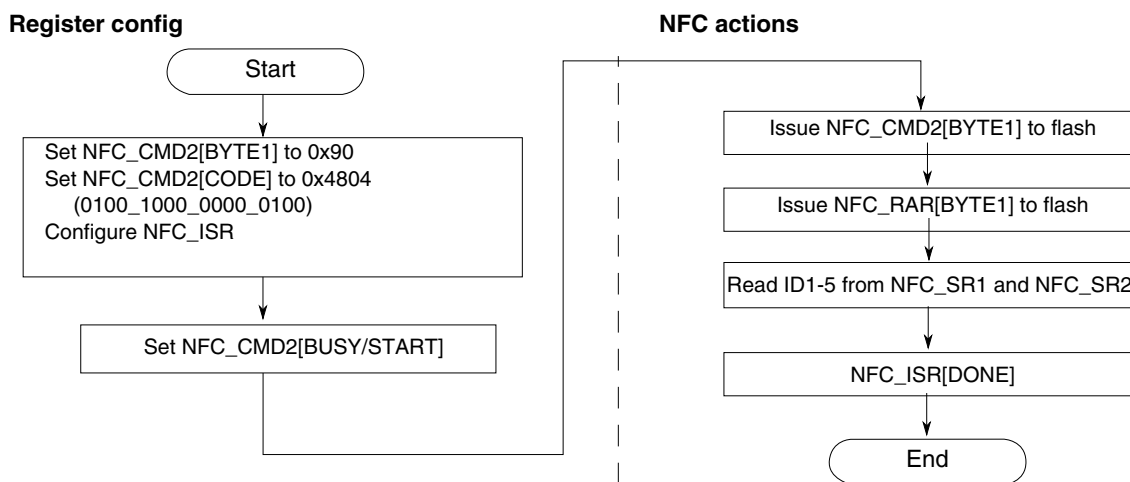 Register config
Start
Set NFC_CMD2[BYTE1] to 0x90
Set NFC_CMD2[CODE] to 0x4804
(0100_1000_0000_0100)
Configure NFC_ISR
Set NFC_CMD2[BUSY/START]
NFC actions
Issue NFC_CMD2[BYTE1] to flash
Issue NFC_RAR[BYTE1] to flash
Read ID1-5 from NFC_SR1 and NFC_SR2
NFC_ISR[DONE]
End